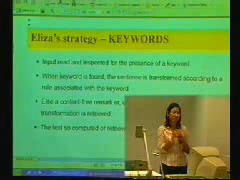 Eliza's strategy – KEYWORDS
Input read and inspected for the presence of a keyword.
When keyword is found, the sentence is transformed according to a
rule associated with the keyword
Else a content-free remark or,
transformation is retrieved
The text so computed or retrieved